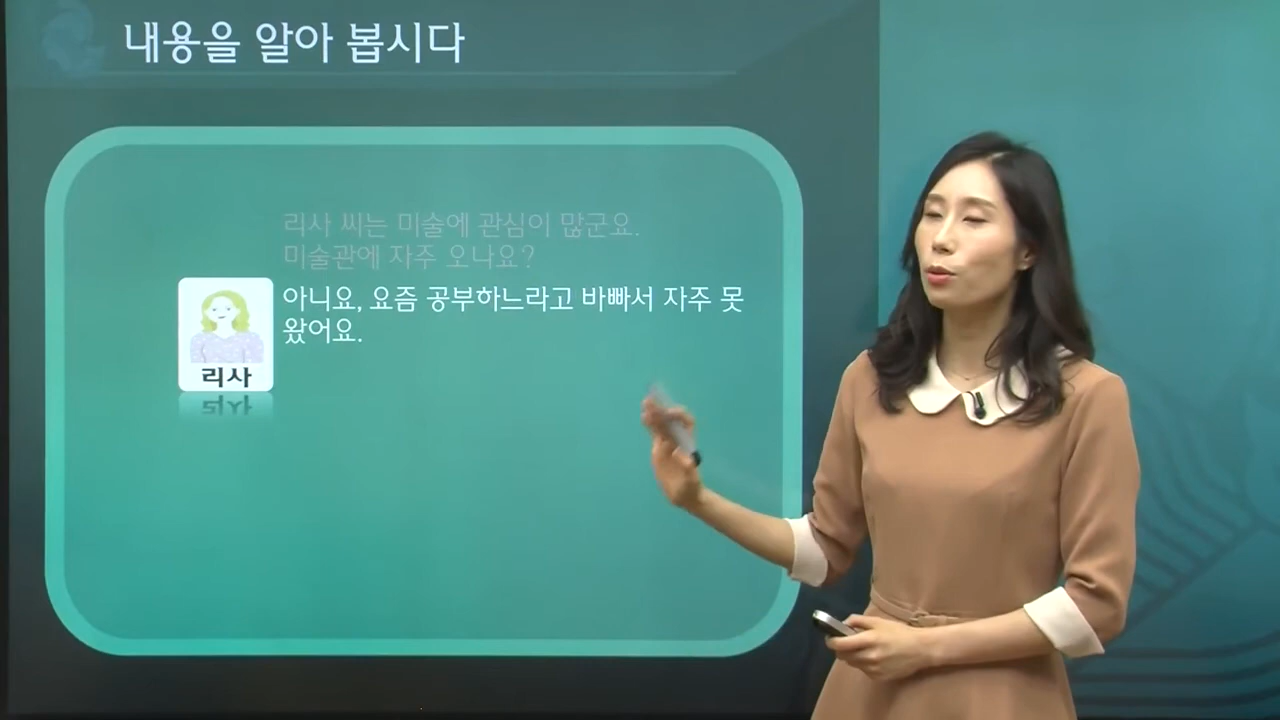 내용을 알아 봅시다
리사 씨는 미술에 관심이 많군요.
미술관에 자주 오나요?
아니요, 요즘 공부하느라고 바빠서 자주 못
왔어요.
리사